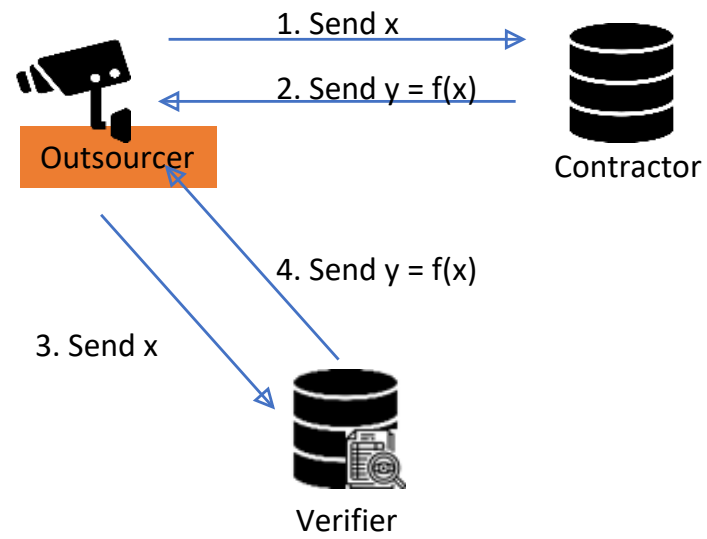 1. Send x
2. Send y = f(x)
Outsourcer
Contractor
4. Send y = f(x)
3. Send x
Verifier